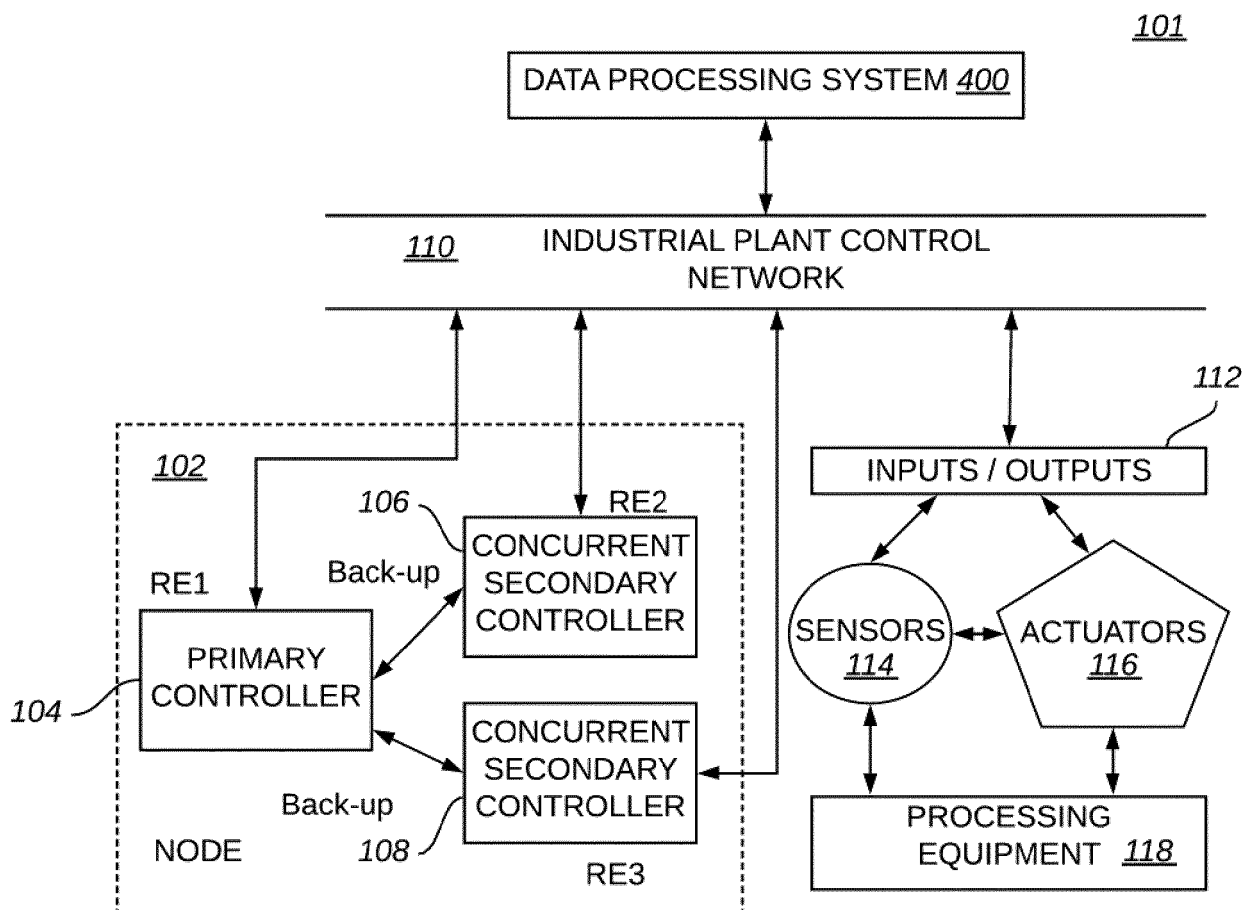 101
DATA PROCESSING SYSTEM 400
110
INDUSTRIAL PLANT CONTROL
NETWORK
112
102
INPUTS / OUTPUTS
106
RE2
CONCURRENT
SECONDARY
CONTROLLER
Back-up
RE1
PRIMARY
CONTROLLER
104
SENSORS
114
ACTUATORS
116
CONCURRENT
SECONDARY
CONTROLLER
Back-up
108
NODE
RE3
PROCESSING
EQUIPMENT 118